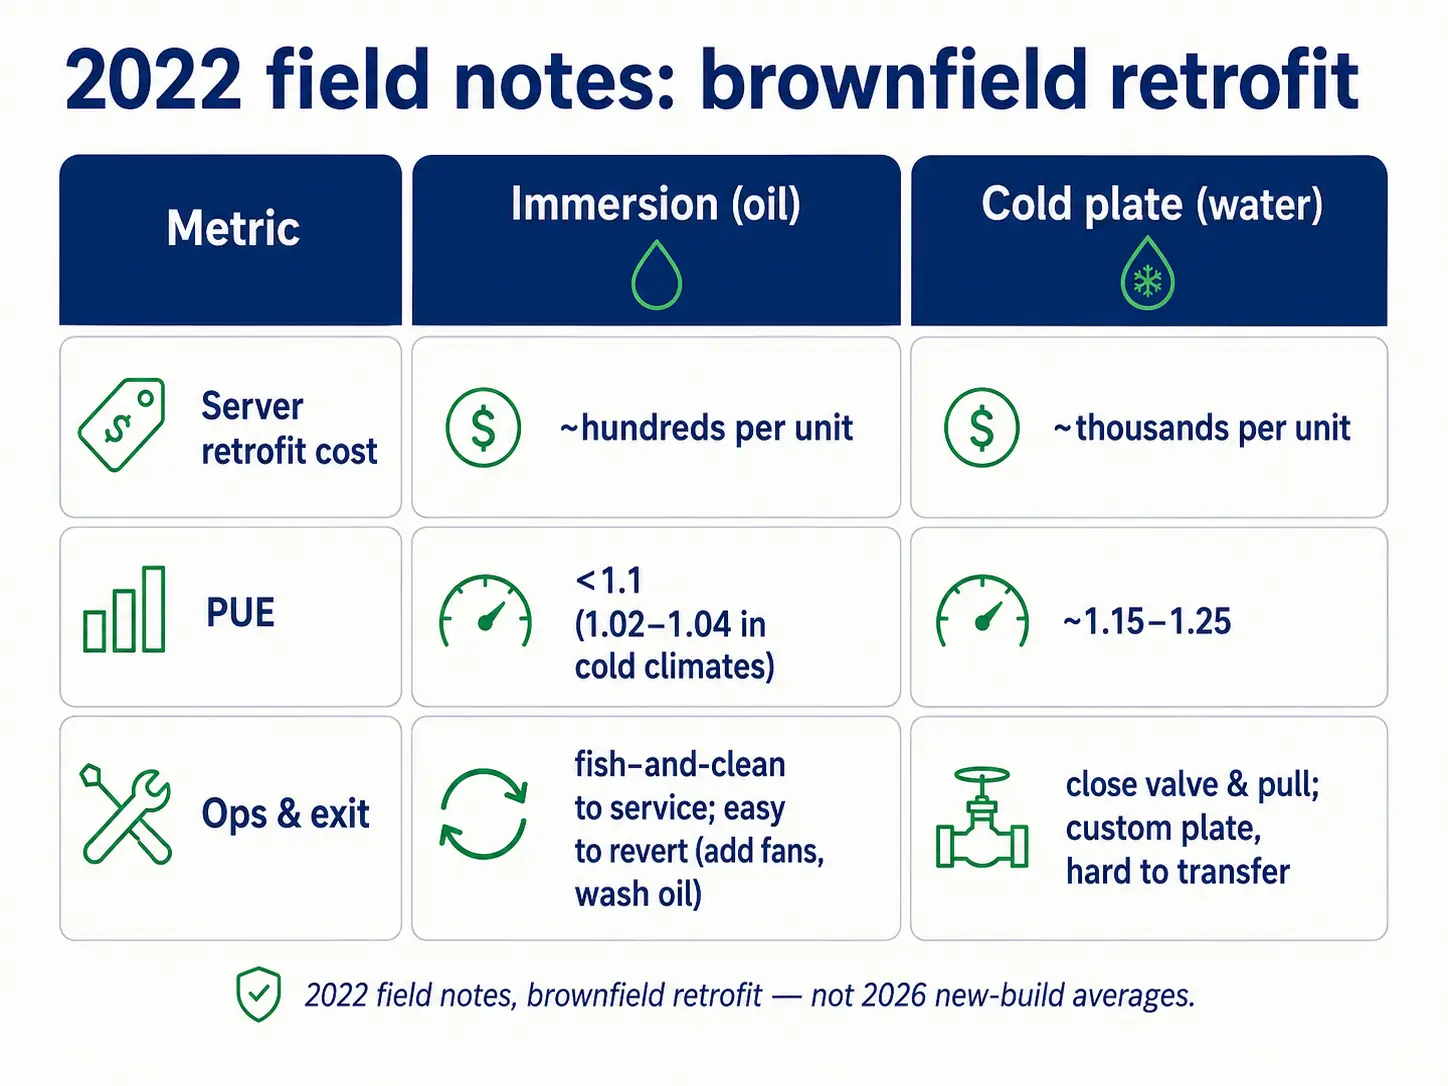 2022 field notes: brownfield retrofit
Metric
Immersion (oil)
Cold plate (water)
Server
retrofit cost
~hundreds per unit
~thousands per unit
PUE
<1.1
(1.02–1.04 in
cold climates)
~1.15–1.25
Ops & exit
fish–and-clean
to service; easy
to revert (add fans,
wash oil)
close valve & pull;
custom plate,
hard to transfer
2022 field notes, brownfield retrofit — not 2026 new-build averages.